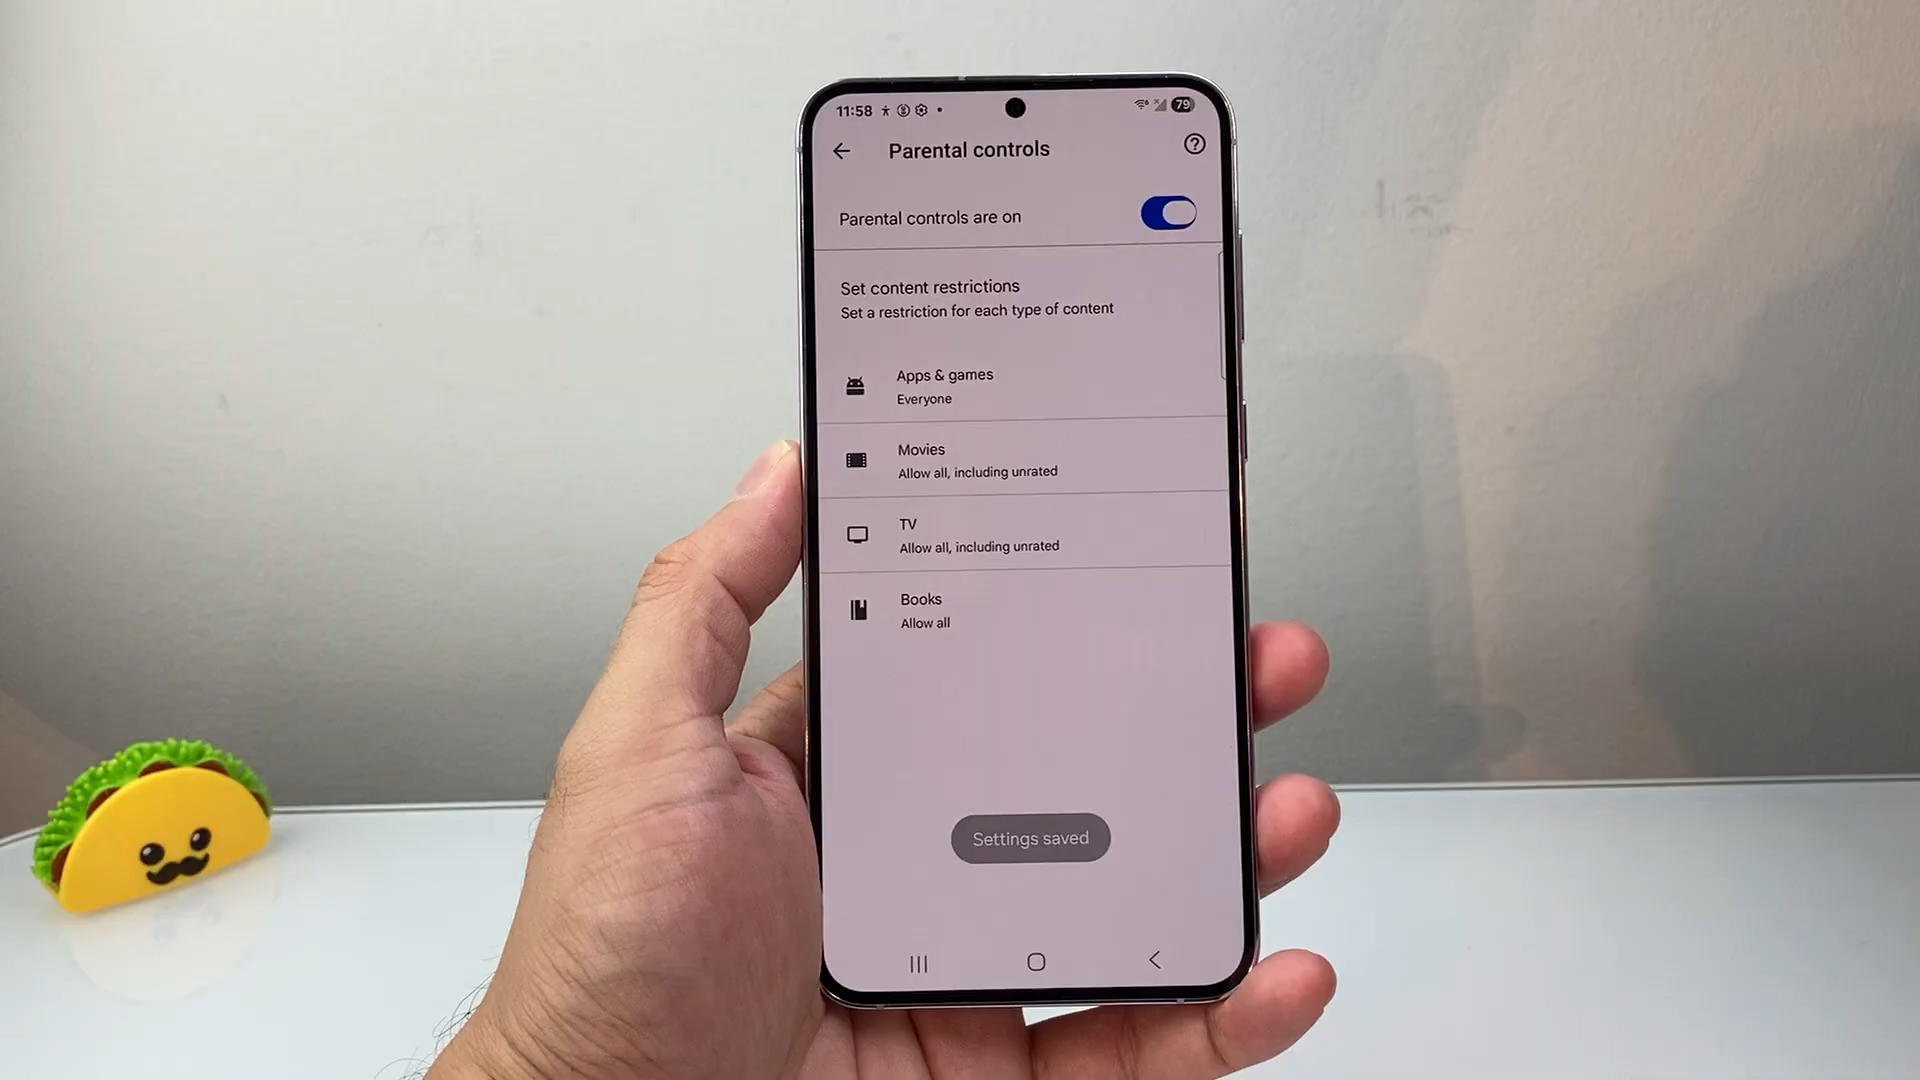 11:58
79
Parental controls
Parental controls are on
Set content restrictions
Set a restriction for each type of content
Apps & games
Everyone
Movies
Allow all, including unrated
TV
Allow all, including unrated
Books
Allow all
Settings saved